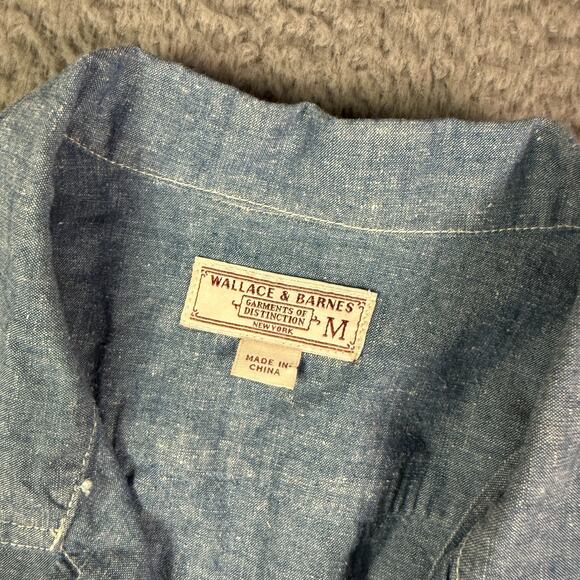 WALLACE & BARNES
GARMENTS OF
DISTINCTION
NEW YORK
M
MADE IN
CHINA